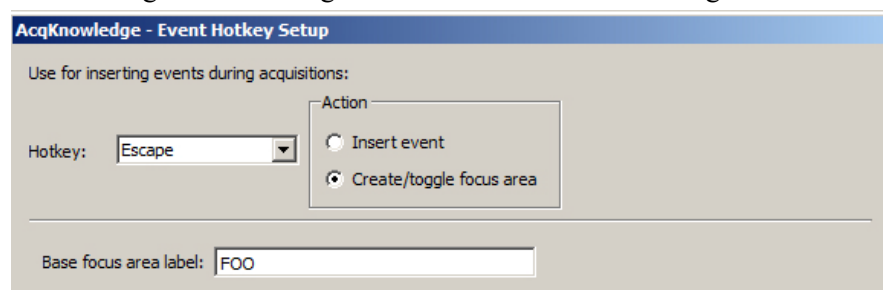 AcqKnowledge - Event Hotkey Setup
Use for inserting events during acquisitions:
Action
Hotkey: Escape
Insert event
Create/toggle focus area
Base focus area label: FOO